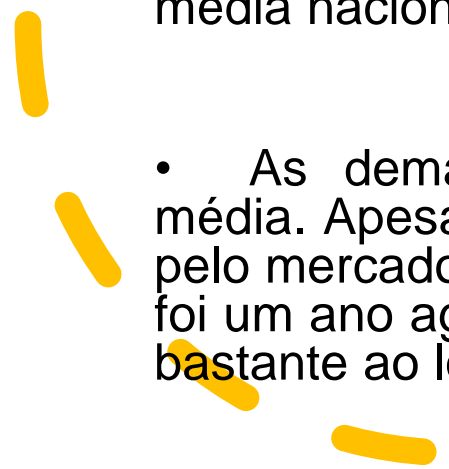 média nacion
• As dema
média. Apesa
pelo mercado
foi um ano ag
bastante ao l